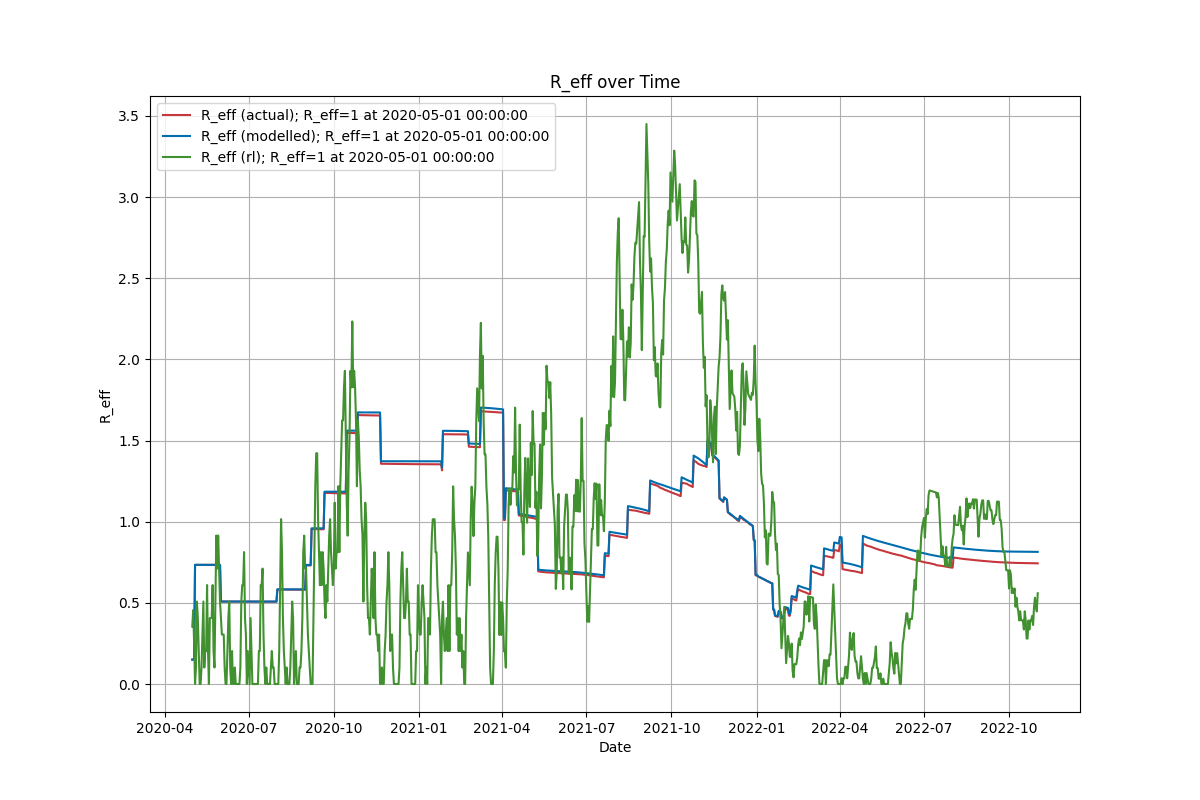 R_eff over Time
R_eff (actual); R_eff=1 at 2020-05-01 00:00:00
R_eff (modelled); R_eff=1 at 2020-05-01 00:00:00
R_eff (rl); R_eff=1 at 2020-05-01 00:00:00
R_eff
3.5
3.0
2.5
2.0
1.5
1.0
0.5
0.0
2020-04 2020-07 2020-10 2021-01 2021-04 2021-07 2021-10 2022-01 2022-04 2022-07 2022-10
Date